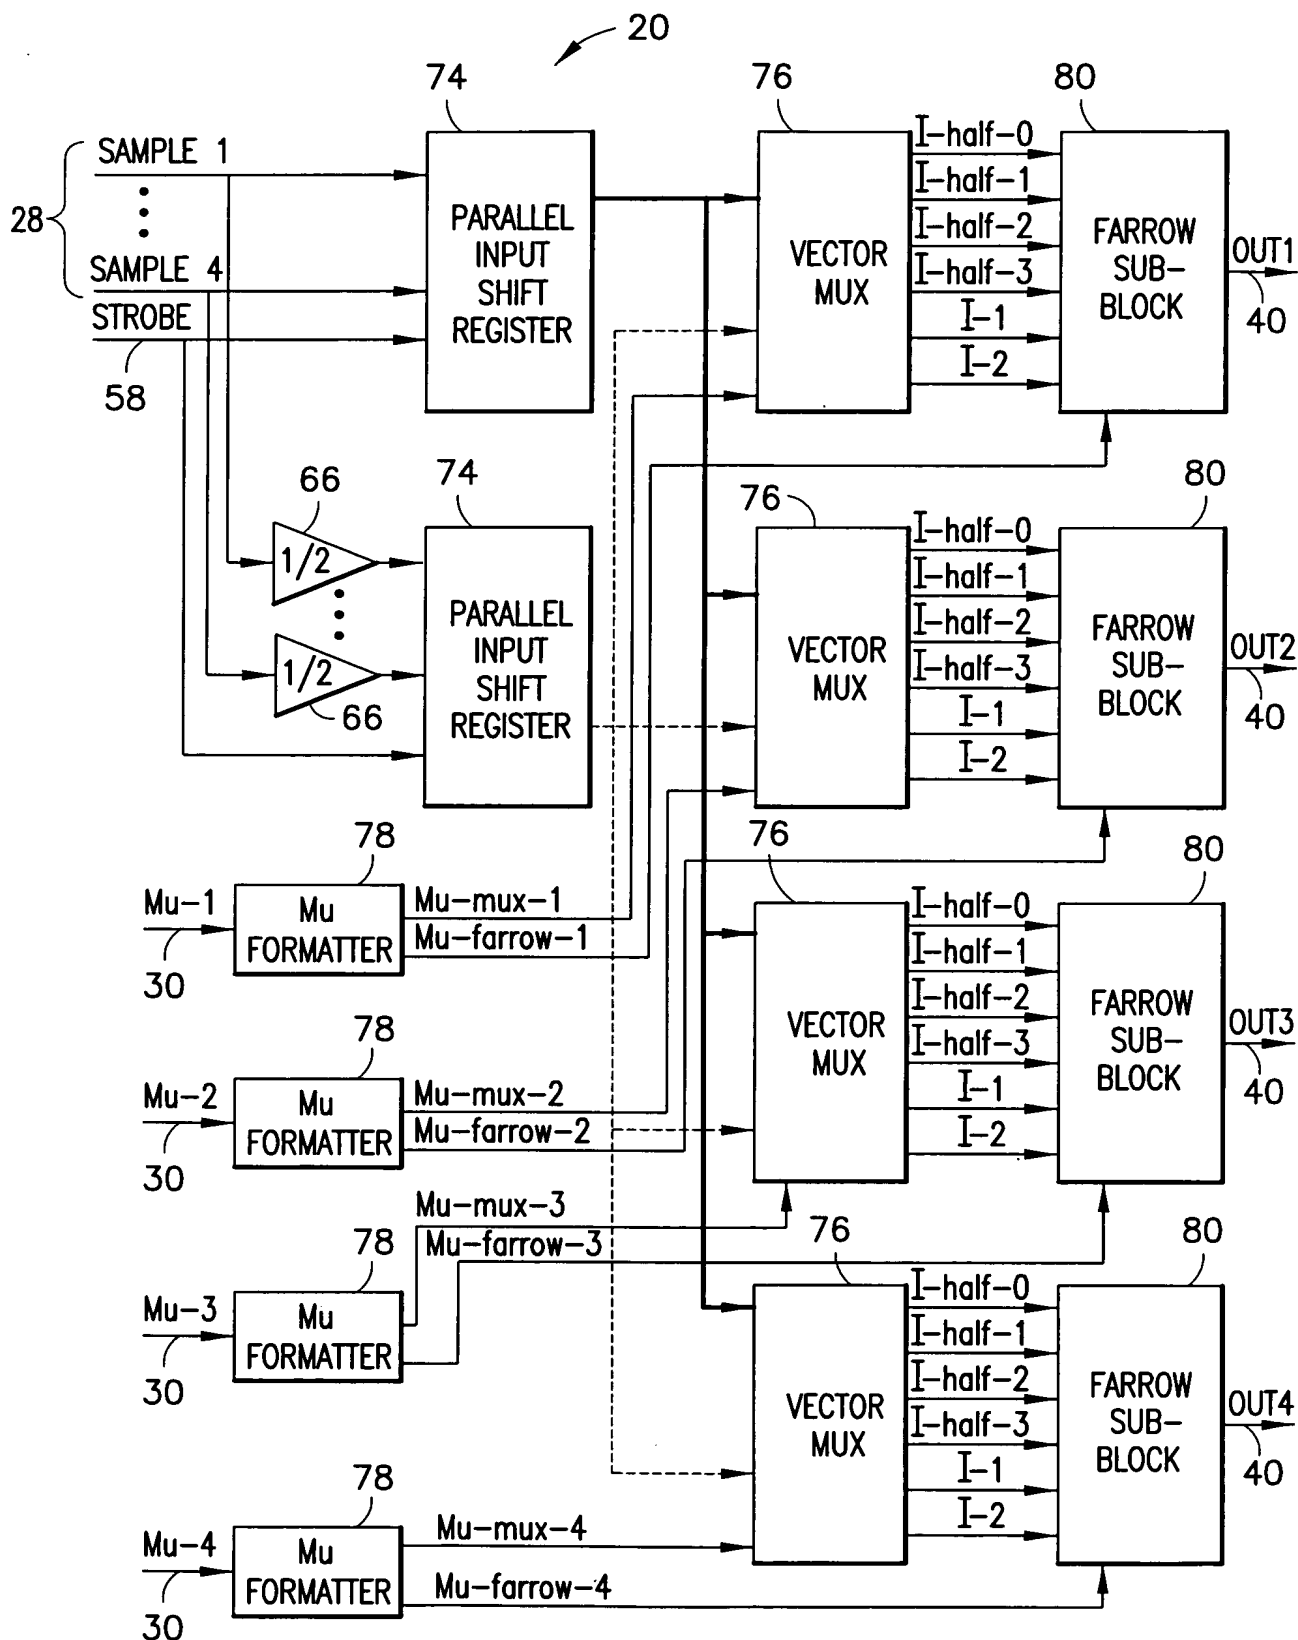 20
74
76
80
SAMPLE 1
28
SAMPLE 4
STROBE
58
PARALLEL
INPUT
SHIFT
REGISTER
VECTOR
MUX
I-half-0
I-half-1
I-half-2
I-half-3
I-1
I-2
FARROW
SUB-
BLOCK
OUT1
40
66
1/2
1/2
66
74
PARALLEL
INPUT
SHIFT
REGISTER
76
VECTOR
MUX
I-half-0
I-half-1
I-half-2
I-half-3
I-1
I-2
80
FARROW
SUB-
BLOCK
OUT2
40
Mu-1
30
78
Mu
FORMATTER
Mu-mux-1
Mu-farrow-1
76
VECTOR
MUX
I-half-0
I-half-1
I-half-2
I-half-3
I-1
I-2
80
FARROW
SUB-
BLOCK
OUT3
40
Mu-2
30
78
Mu
FORMATTER
Mu-mux-2
Mu-farrow-2
Mu-3
30
78
Mu
FORMATTER
Mu-mux-3
Mu-farrow-3
76
VECTOR
MUX
I-half-0
I-half-1
I-half-2
I-half-3
I-1
I-2
80
FARROW
SUB-
BLOCK
OUT4
40
Mu-4
30
78
Mu
FORMATTER
Mu-mux-4
Mu-farrow-4